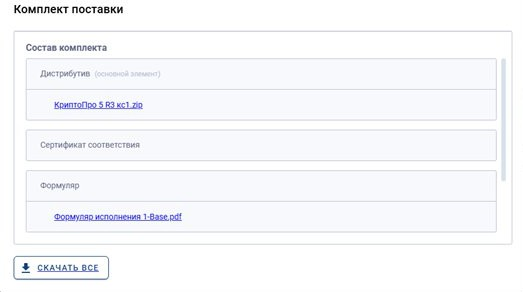 Комплект поставки
Состав комплекта
Дистрибутив (основной элемент)
КриптоПро 5 R3 кс1.zip
Сертификат соответствия
Формуляр
Формуляр исполнения 1-Base.pdf
СКАЧАТЬ ВСЕ